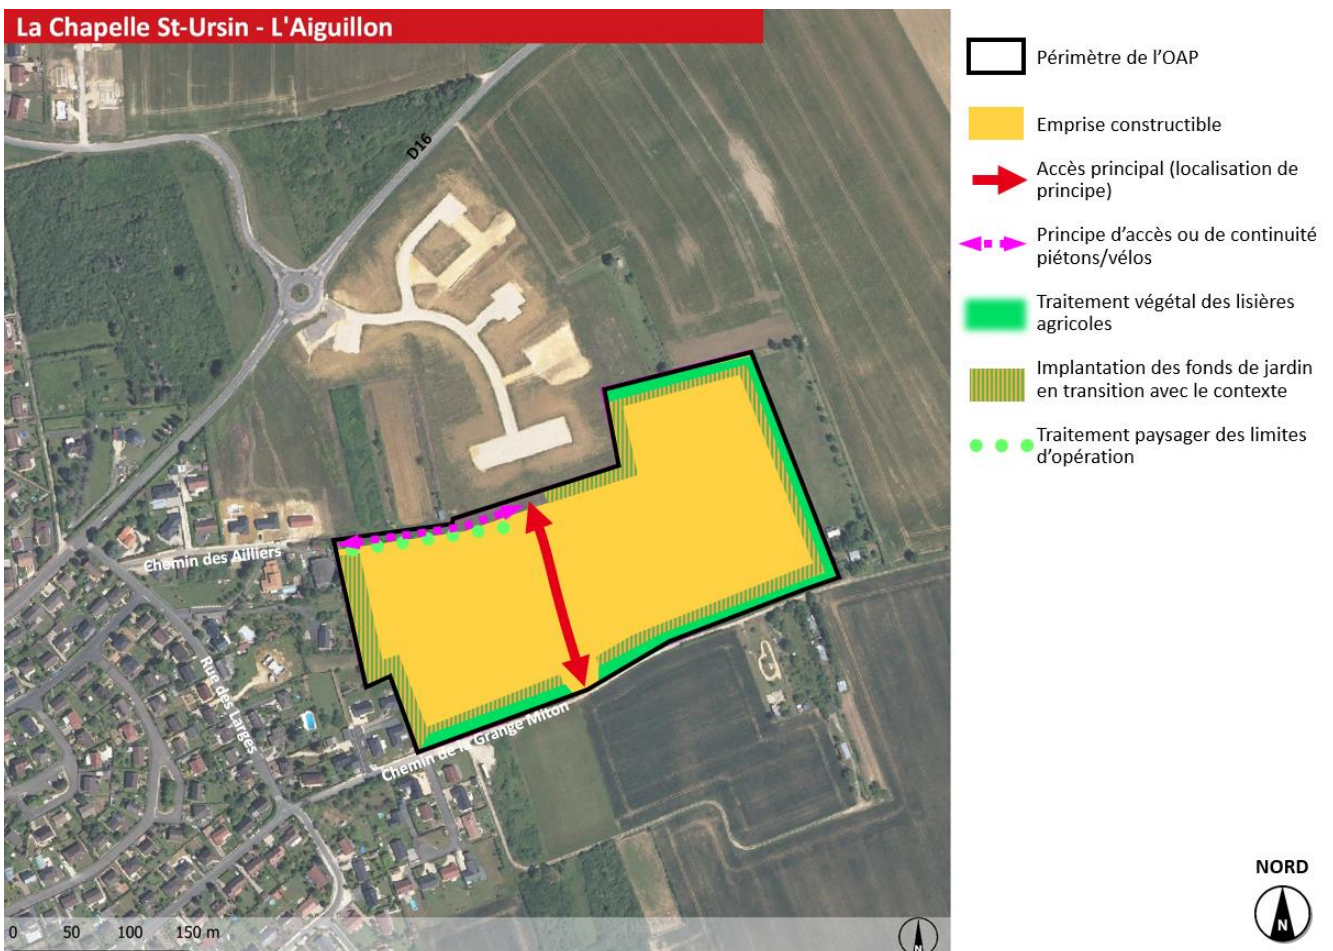 La Chapelle St-Ursin - L'Aiguillon
D16
Chemin des Ailliers
Rue des Larges
Chemin de la Grange Miton
0 50 100 150 m
N
Périmètre de l'OAP
Emprise constructible
Accès principal (localisation de
principe)
Principe d'accès ou de continuité
piétons/vélos
Traitement végétal des lisières
agricoles
Implantation des fonds de jardin
en transition avec le contexte
Traitement paysager des limites
d'opération
NORD
N